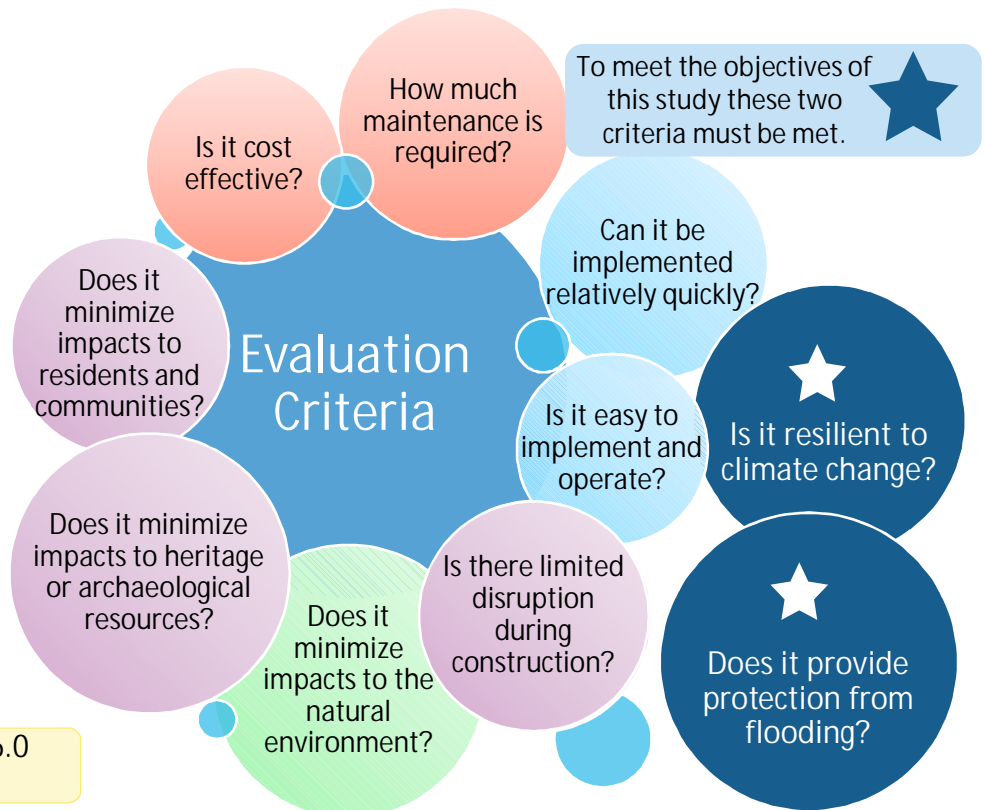 To meet the objectives of
this study these two
criteria must be met.
How much
maintenance is
required?
Is it cost
effective?
Can it be
implemented
relatively quickly?
Does it
minimize
impacts to
residents and
communities?
Evaluation
Criteria
Is it easy to
implement and
operate?
Is it resilient to
climate change?
Does it minimize
impacts to heritage
or archaeological
resources?
Is there limited
disruption
during
construction?
Does it
minimize
impacts to the
natural
environment?
Does it provide
protection from
flooding?
.0